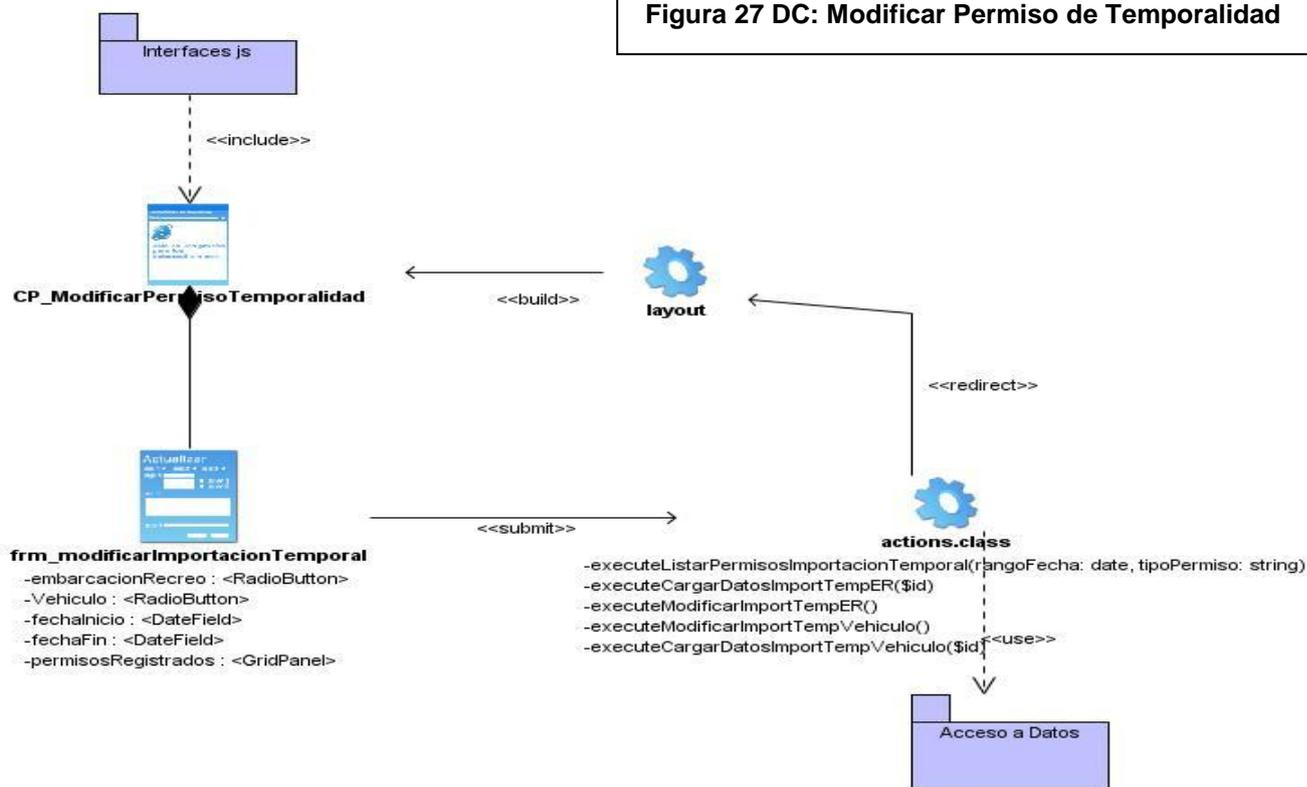 Figura 27 DC: Modificar Permiso de Temporalidad
Interfaces js
<<include>>
CP_ModificarPermisoTemporalidad
<<build>>
layout
<<redirect>>
Actualizar
frm_modificarImportacionTemporal
-embarcacionRecreo : <RadioButton>
-Vehiculo : <RadioButton>
-fechaInicio : <DateField>
-fechaFin : <DateField>
-permisosRegistrados : <GridPanel>
<<submit>>
actions.class
-executeListarPermisosImportacionTemporal(rangoFecha: date, tipoPermiso: string)
-executeCargarDatosImportTempER($id)
-executeModificarImportTempER()
-executeModificarImportTempVehiculo()
-executeCargarDatosImportTempVehiculo($id)
<<use>>
Acceso a Datos